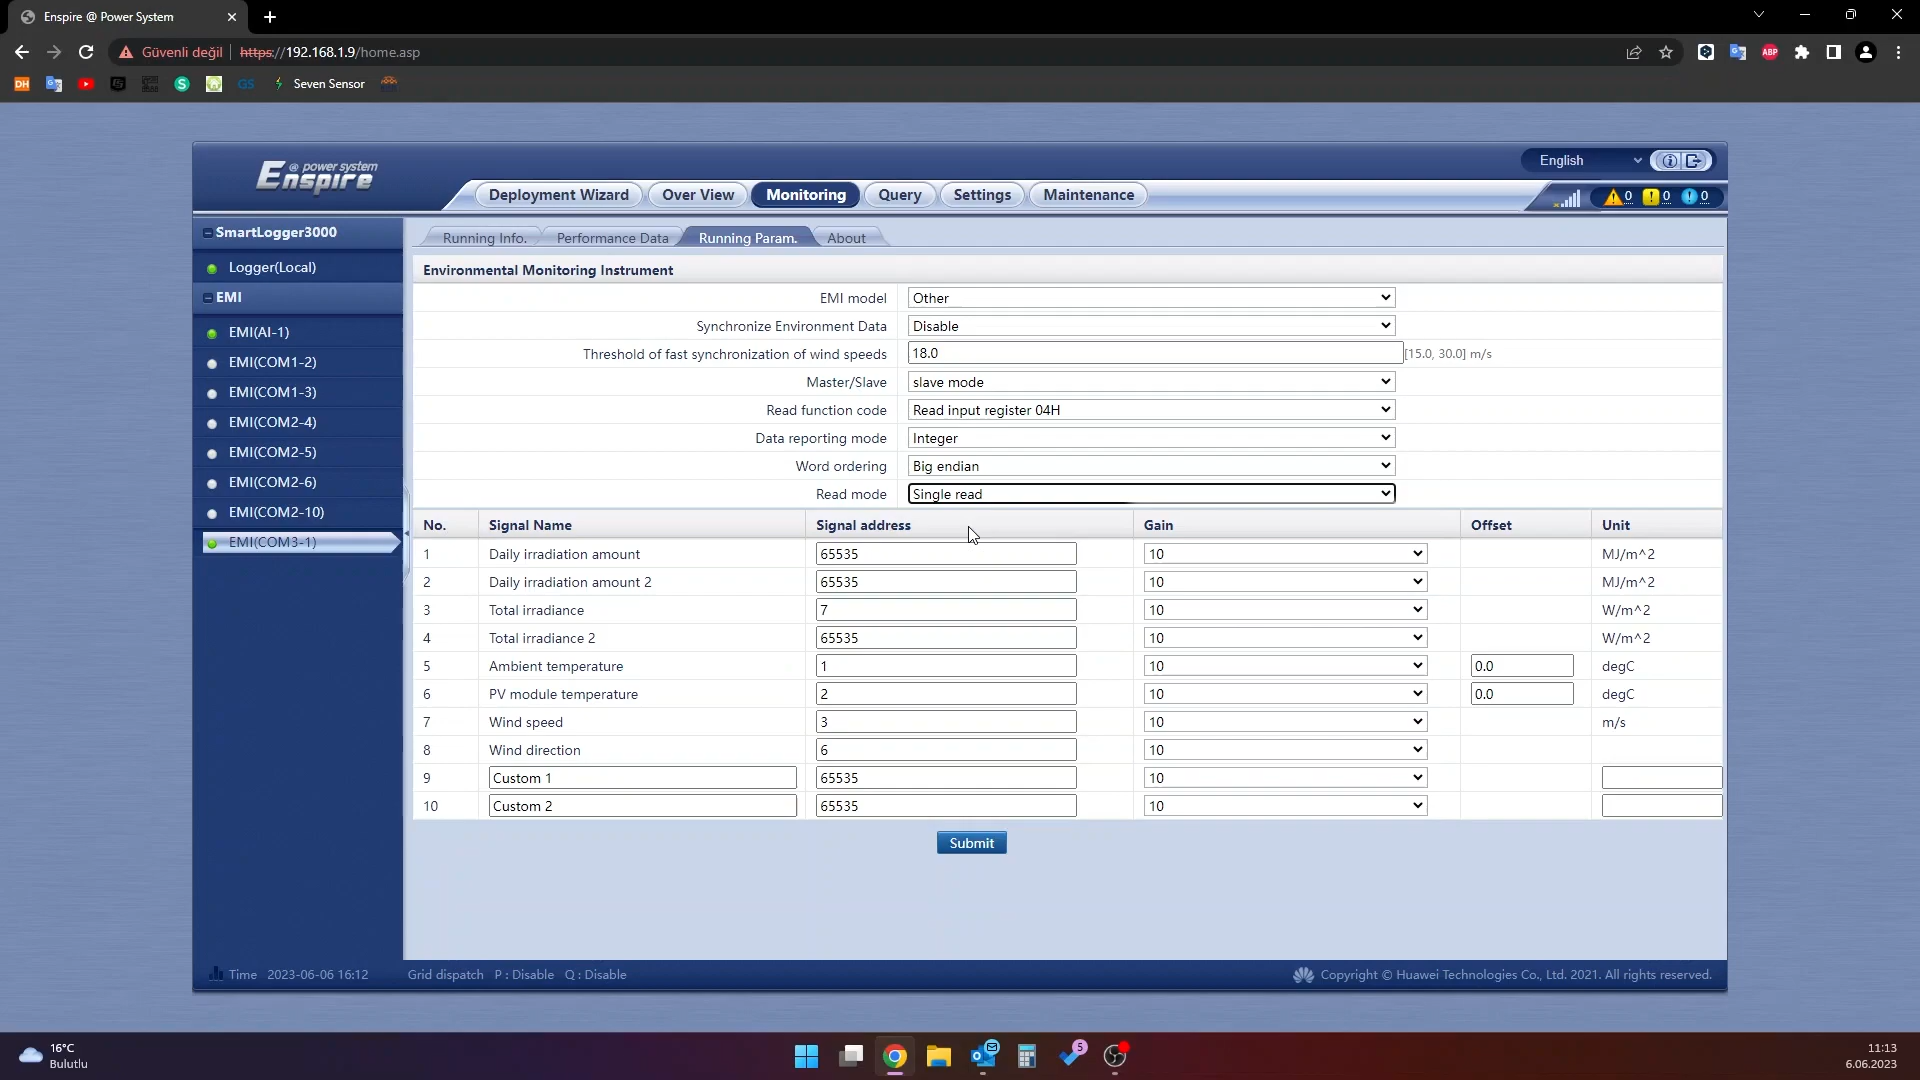 Enspire @ Power System
Güvenli değil https://192.168.1.9/home.asp
ABP
DH GS Seven Sensor
Enspire @ power system
English
Deployment Wizard Over View Monitoring Query Settings Maintenance
0 0 0
SmartLogger3000
Logger(Local)
EMI
EMI(AI-1)
EMI(COM1-2)
EMI(COM1-3)
EMI(COM2-4)
EMI(COM2-5)
EMI(COM2-6)
EMI(COM2-10)
EMI(COM3-1)
Running Info. Performance Data Running Param. About
Environmental Monitoring Instrument
EMI model Other
Synchronize Environment Data Disable
Threshold of fast synchronization of wind speeds 18.0 [15.0, 30.0] m/s
Master/Slave slave mode
Read function code Read input register 04H
Data reporting mode Integer
Word ordering Big endian
Read mode Single read
No. Signal Name Signal address Gain Offset Unit
1 Daily irradiation amount 65535 10 MJ/m^2
2 Daily irradiation amount 2 65535 10 MJ/m^2
3 Total irradiance 7 10 W/m^2
4 Total irradiance 2 65535 10 W/m^2
5 Ambient temperature 1 10 0.0 degC
6 PV module temperature 2 10 0.0 degC
7 Wind speed 3 10 m/s
8 Wind direction 6 10
9 Custom 1 65535 10
10 Custom 2 65535 10
Submit
Time 2023-06-06 16:12 Grid dispatch P : Disable Q : Disable Copyright © Huawei Technologies Co., Ltd. 2021. All rights reserved.
16°C
Bulutlu
5
11:13
6.06.2023